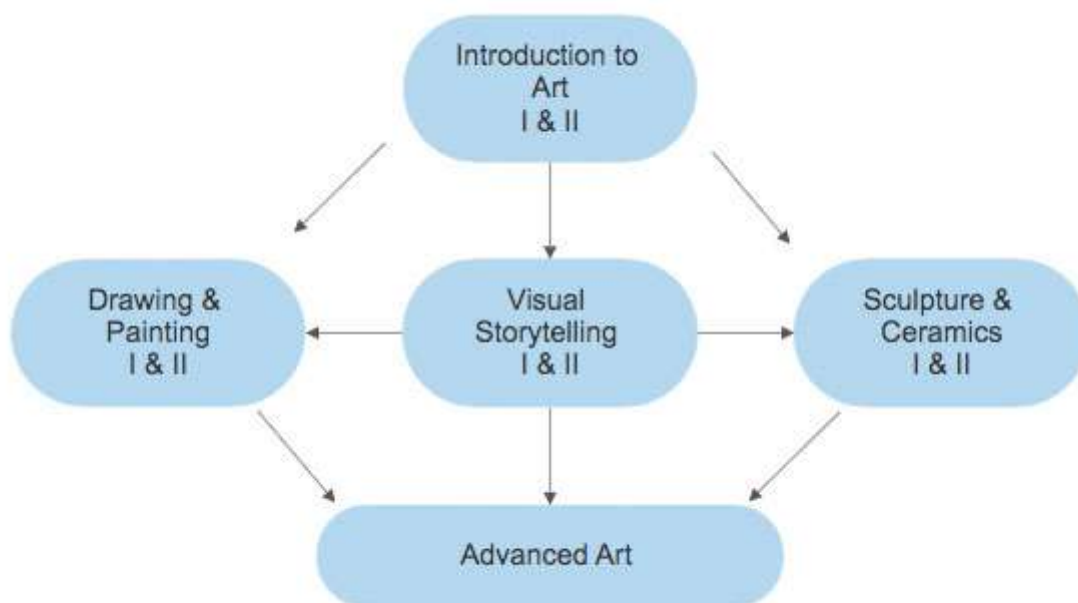 Introduction to
Art
I & II
Drawing &
Painting
I & II
Visual
Storytelling
I & II
Sculpture &
Ceramics
I & II
Advanced Art